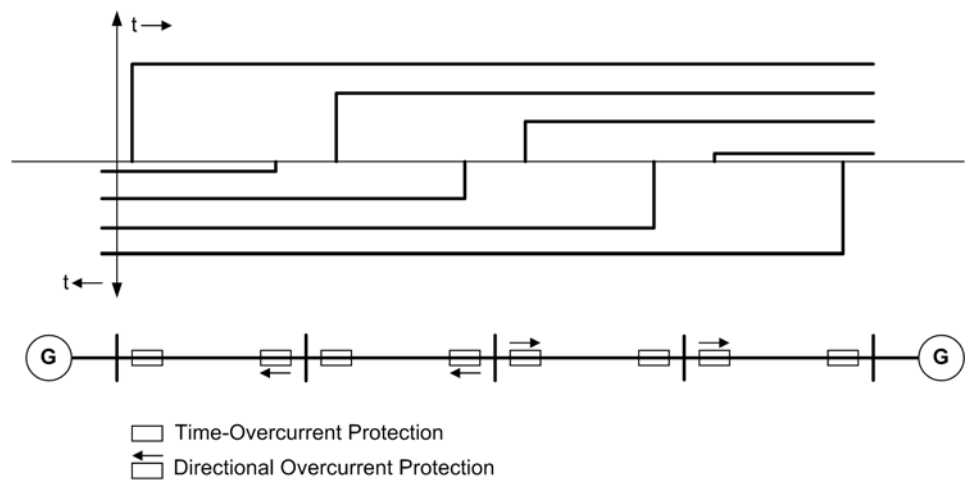 t
t
G
G
Time-Overcurrent Protection
Directional Overcurrent Protection